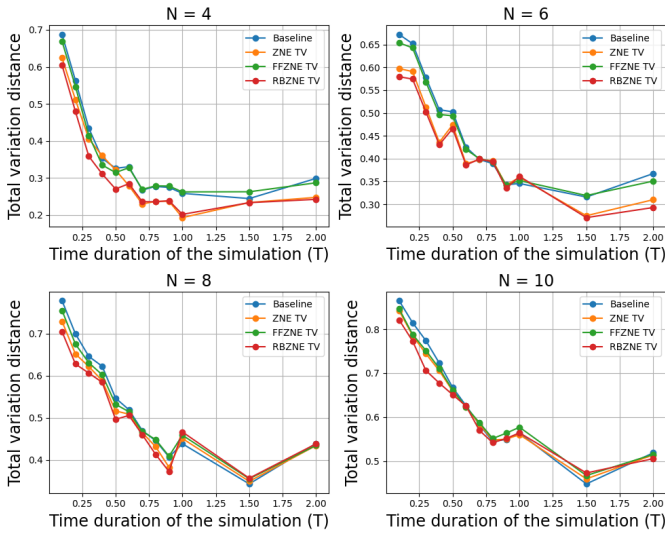 N = 4
Total variation distance
0.7
0.6
0.5
0.4
0.3
0.2
Baseline
ZNE TV
FFZNE TV
RBZNE TV
0.25 0.50 0.75 1.00 1.25 1.50 1.75 2.00
Time duration of the simulation (T)
N = 6
Total variation distance
0.65
0.60
0.55
0.50
0.45
0.40
0.35
0.30
Baseline
ZNE TV
FFZNE TV
RBZNE TV
0.25 0.50 0.75 1.00 1.25 1.50 1.75 2.00
Time duration of the simulation (T)
N = 8
Total variation distance
0.7
0.6
0.5
0.4
Baseline
ZNE TV
FFZNE TV
RBZNE TV
0.25 0.50 0.75 1.00 1.25 1.50 1.75 2.00
Time duration of the simulation (T)
N = 10
Total variation distance
0.8
0.7
0.6
0.5
Baseline
ZNE TV
FFZNE TV
RBZNE TV
0.25 0.50 0.75 1.00 1.25 1.50 1.75 2.00
Time duration of the simulation (T)